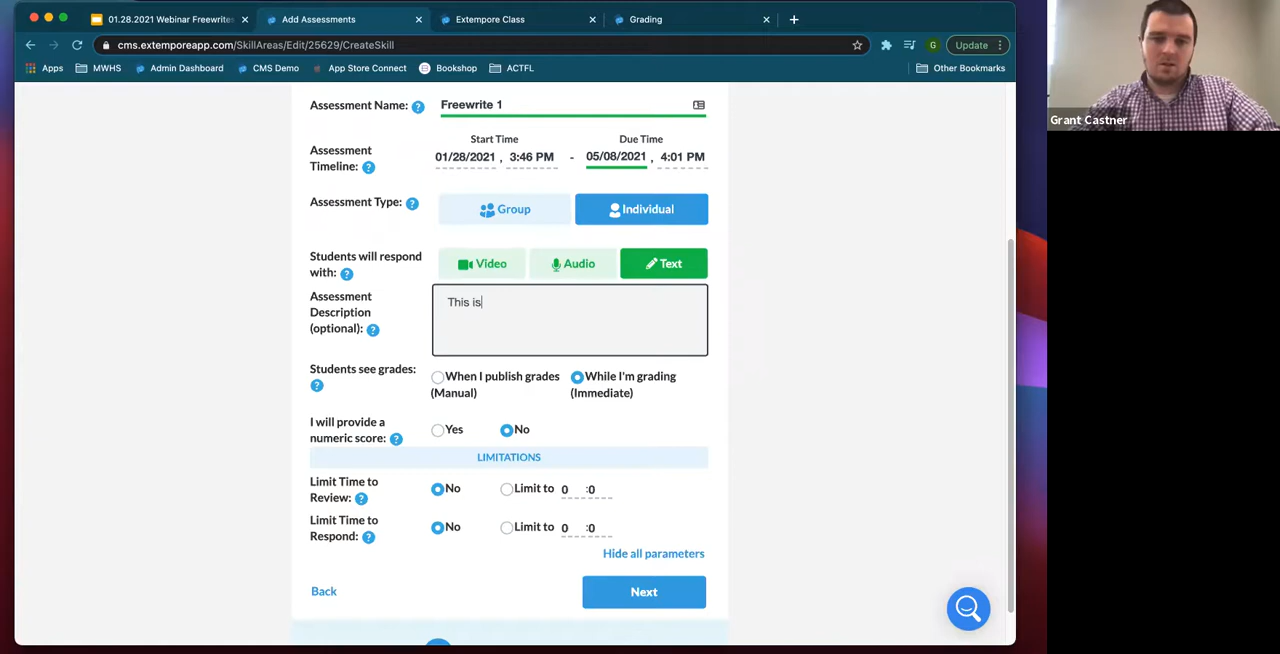 01.28.2021 Webinar Freewrites
Add Assessments
Extempore Class
Grading
cms.extemporeapp.com/SkillAreas/Edit/25629/CreateSkill
G
Update
Apps
MWHS
Admin Dashboard
CMS Demo
App Store Connect
Bookshop
ACTFL
Other Bookmarks
Grant Castner
Assessment Name: ?
Freewrite 1
Start Time
Due Time
Assessment
Timeline: ?
01/28/2021 , 3:46 PM - 05/08/2021 , 4:01 PM
Assessment Type: ?
Group
Individual
Students will respond
with: ?
Video
Audio
Text
Assessment
Description
(optional): ?
This is
Students see grades:
?
When I publish grades
(Manual)
While I'm grading
(Immediate)
I will provide a
numeric score: ?
Yes
No
LIMITATIONS
Limit Time to
Review: ?
No
Limit to 0 :0
Limit Time to
Respond: ?
No
Limit to 0 :0
Hide all parameters
Back
Next